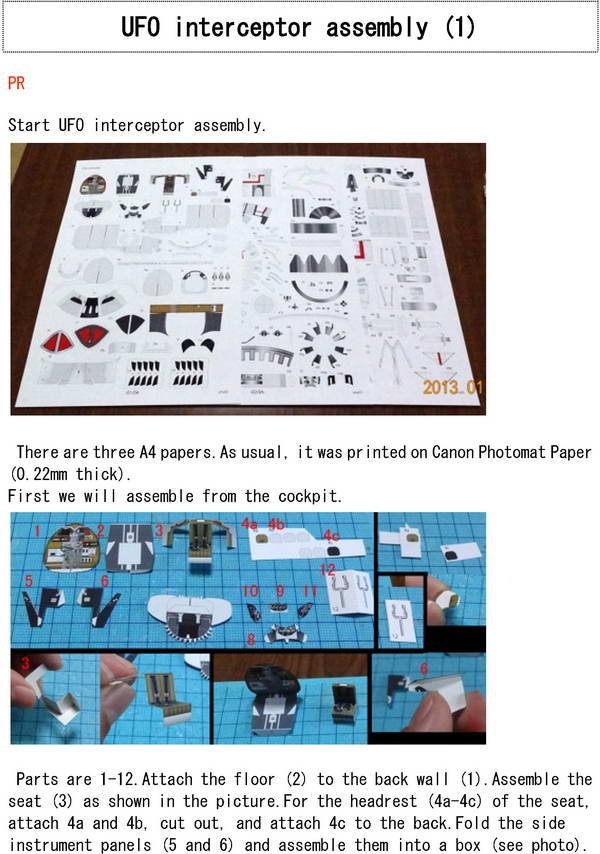 UFO interceptor assembly (1)
PR
Start UFO interceptor assembly.
2013 01
There are three A4 papers.As usual, it was printed on Canon Photomat Paper
(0.22mm thick).
First we will assemble from the cockpit.
1 2 3 4a 4b 4c
5 6 10 9 11 12
8
12
3 6
Parts are 1-12.Attach the floor (2) to the back wall (1).Assemble the
seat (3) as shown in the picture.For the headrest (4a-4c) of the seat,
attach 4a and 4b, cut out, and attach 4c to the back.Fold the side
instrument panels (5 and 6) and assemble them into a box (see photo).